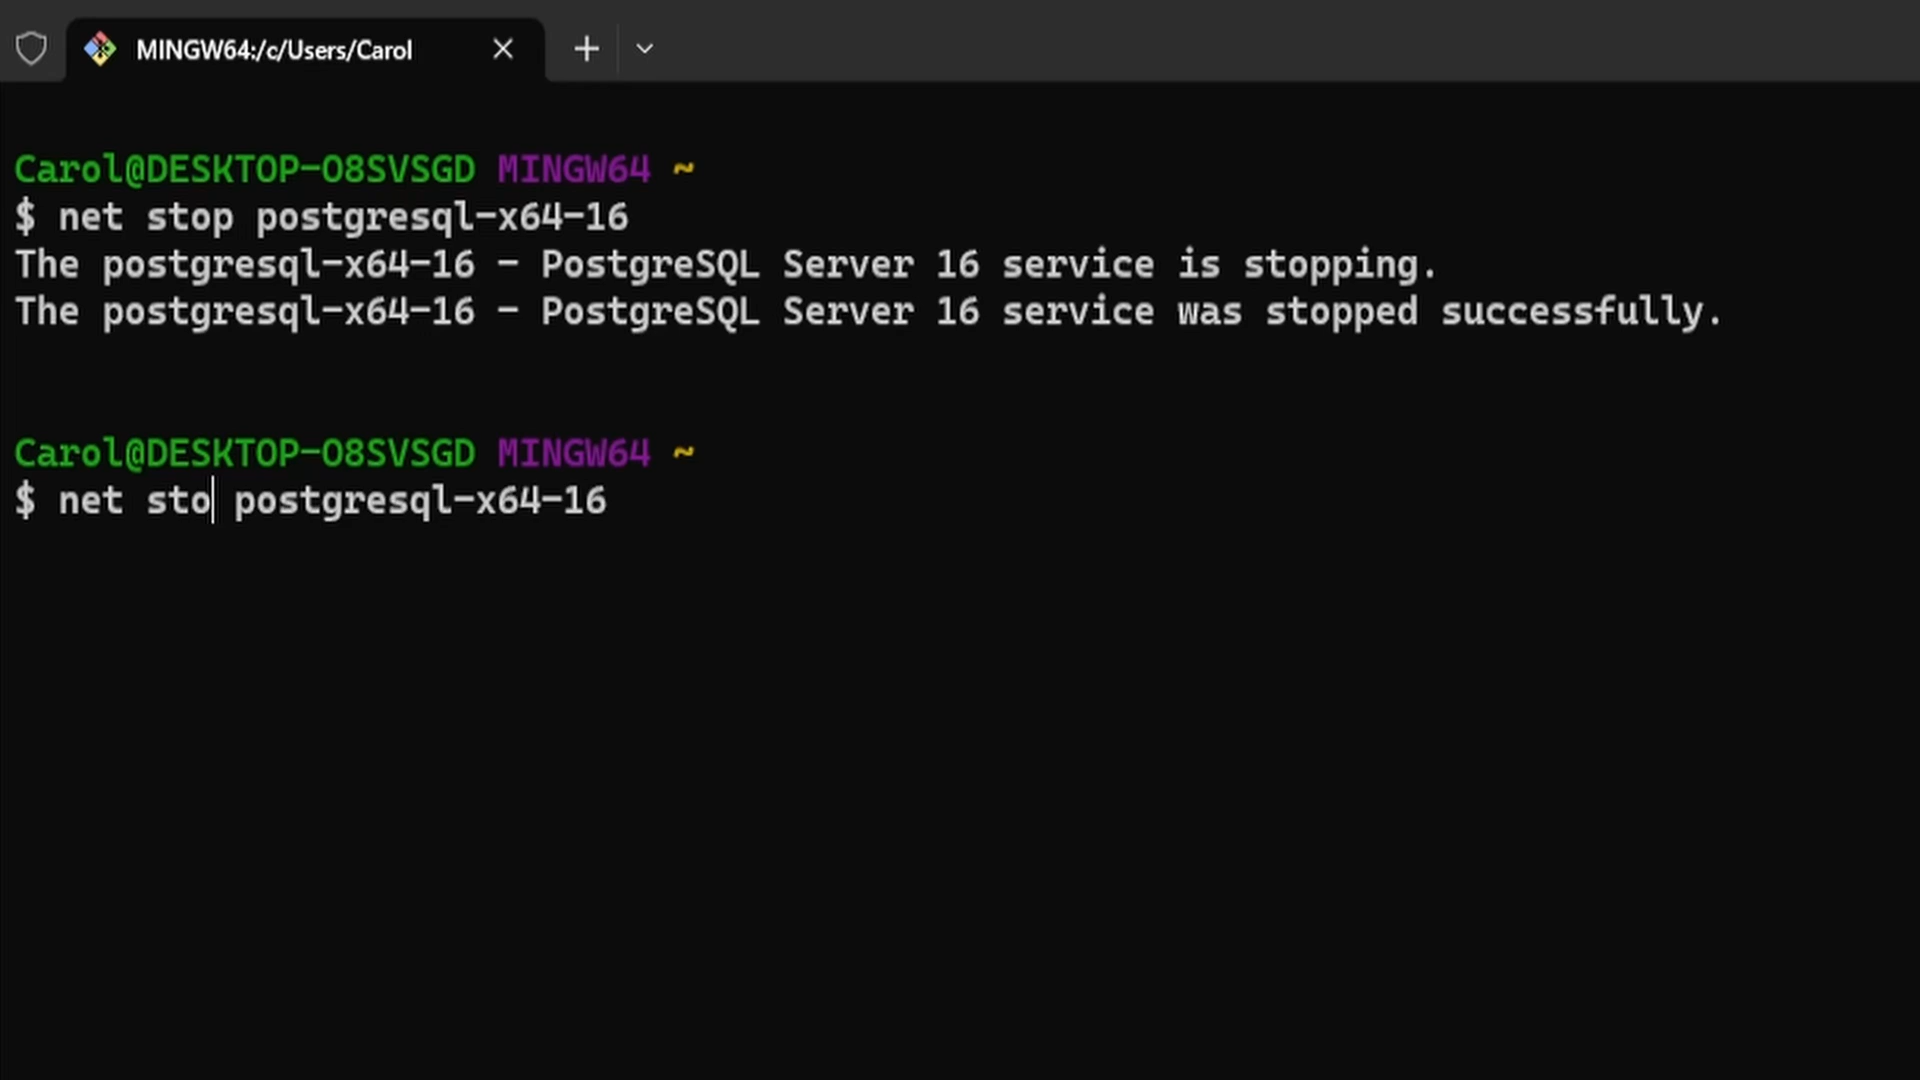 MINGW64:/c/Users/Carol
Carol@DESKTOP-O8SVSGD MINGW64 ~
$ net stop postgresql-x64-16
The postgresql-x64-16 - PostgreSQL Server 16 service is stopping.
The postgresql-x64-16 - PostgreSQL Server 16 service was stopped successfully.
Carol@DESKTOP-O8SVSGD MINGW64 ~
$ net sto postgresql-x64-16